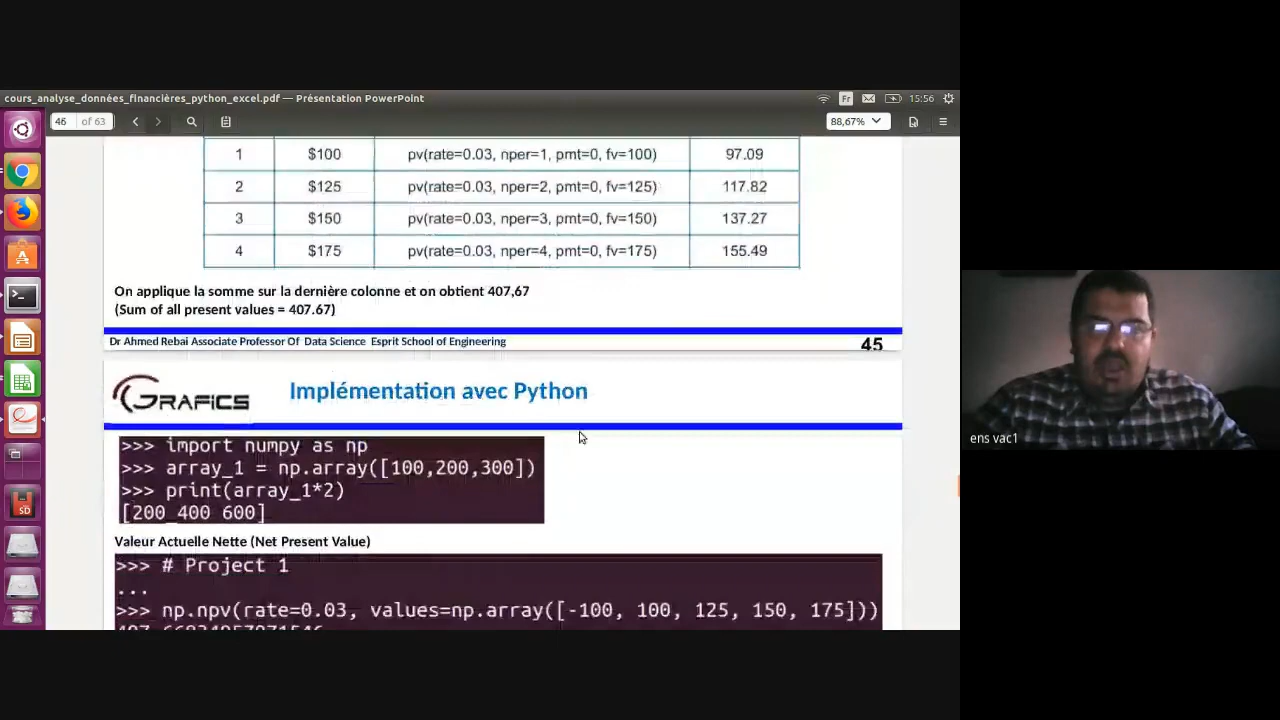 cours_analyse_données_financières_python_excel.pdf — Présentation PowerPoint
Fr
15:56
46 of 63
88,67%
1 $100 pv(rate=0.03, nper=1, pmt=0, fv=100) 97.09
2 $125 pv(rate=0.03, nper=2, pmt=0, fv=125) 117.82
3 $150 pv(rate=0.03, nper=3, pmt=0, fv=150) 137.27
4 $175 pv(rate=0.03, nper=4, pmt=0, fv=175) 155.49
On applique la somme sur la dernière colonne et on obtient 407,67
(Sum of all present values = 407.67)
Dr Ahmed Rebai Associate Professor Of Data Science Esprit School of Engineering 45
GRAFICS
Implémentation avec Python
>>> import numpy as np
>>> array_1 = np.array([100,200,300])
>>> print(array_1*2)
[200 400 600]
Valeur Actuelle Nette (Net Present Value)
>>> # Project 1
...
>>> np.npv(rate=0.03, values=np.array([-100, 100, 125, 150, 175]))
SD
ens vac1